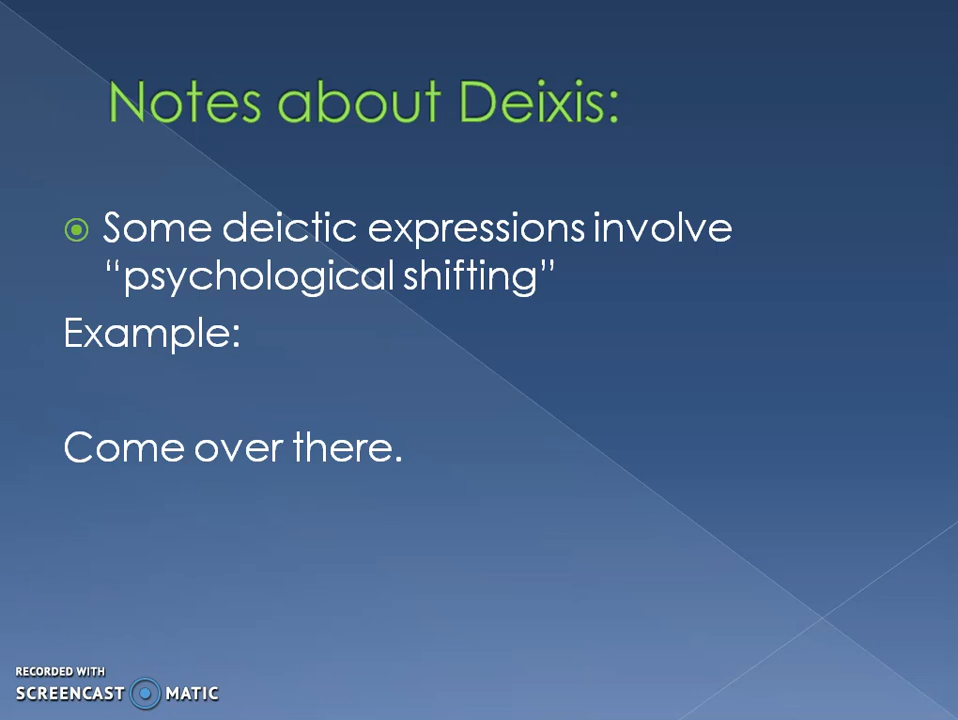 Notes about Deixis:
Some deictic expressions involve
“psychological shifting”
Example:
Come over there.
RECORDED WITH
SCREENCAST MATIC